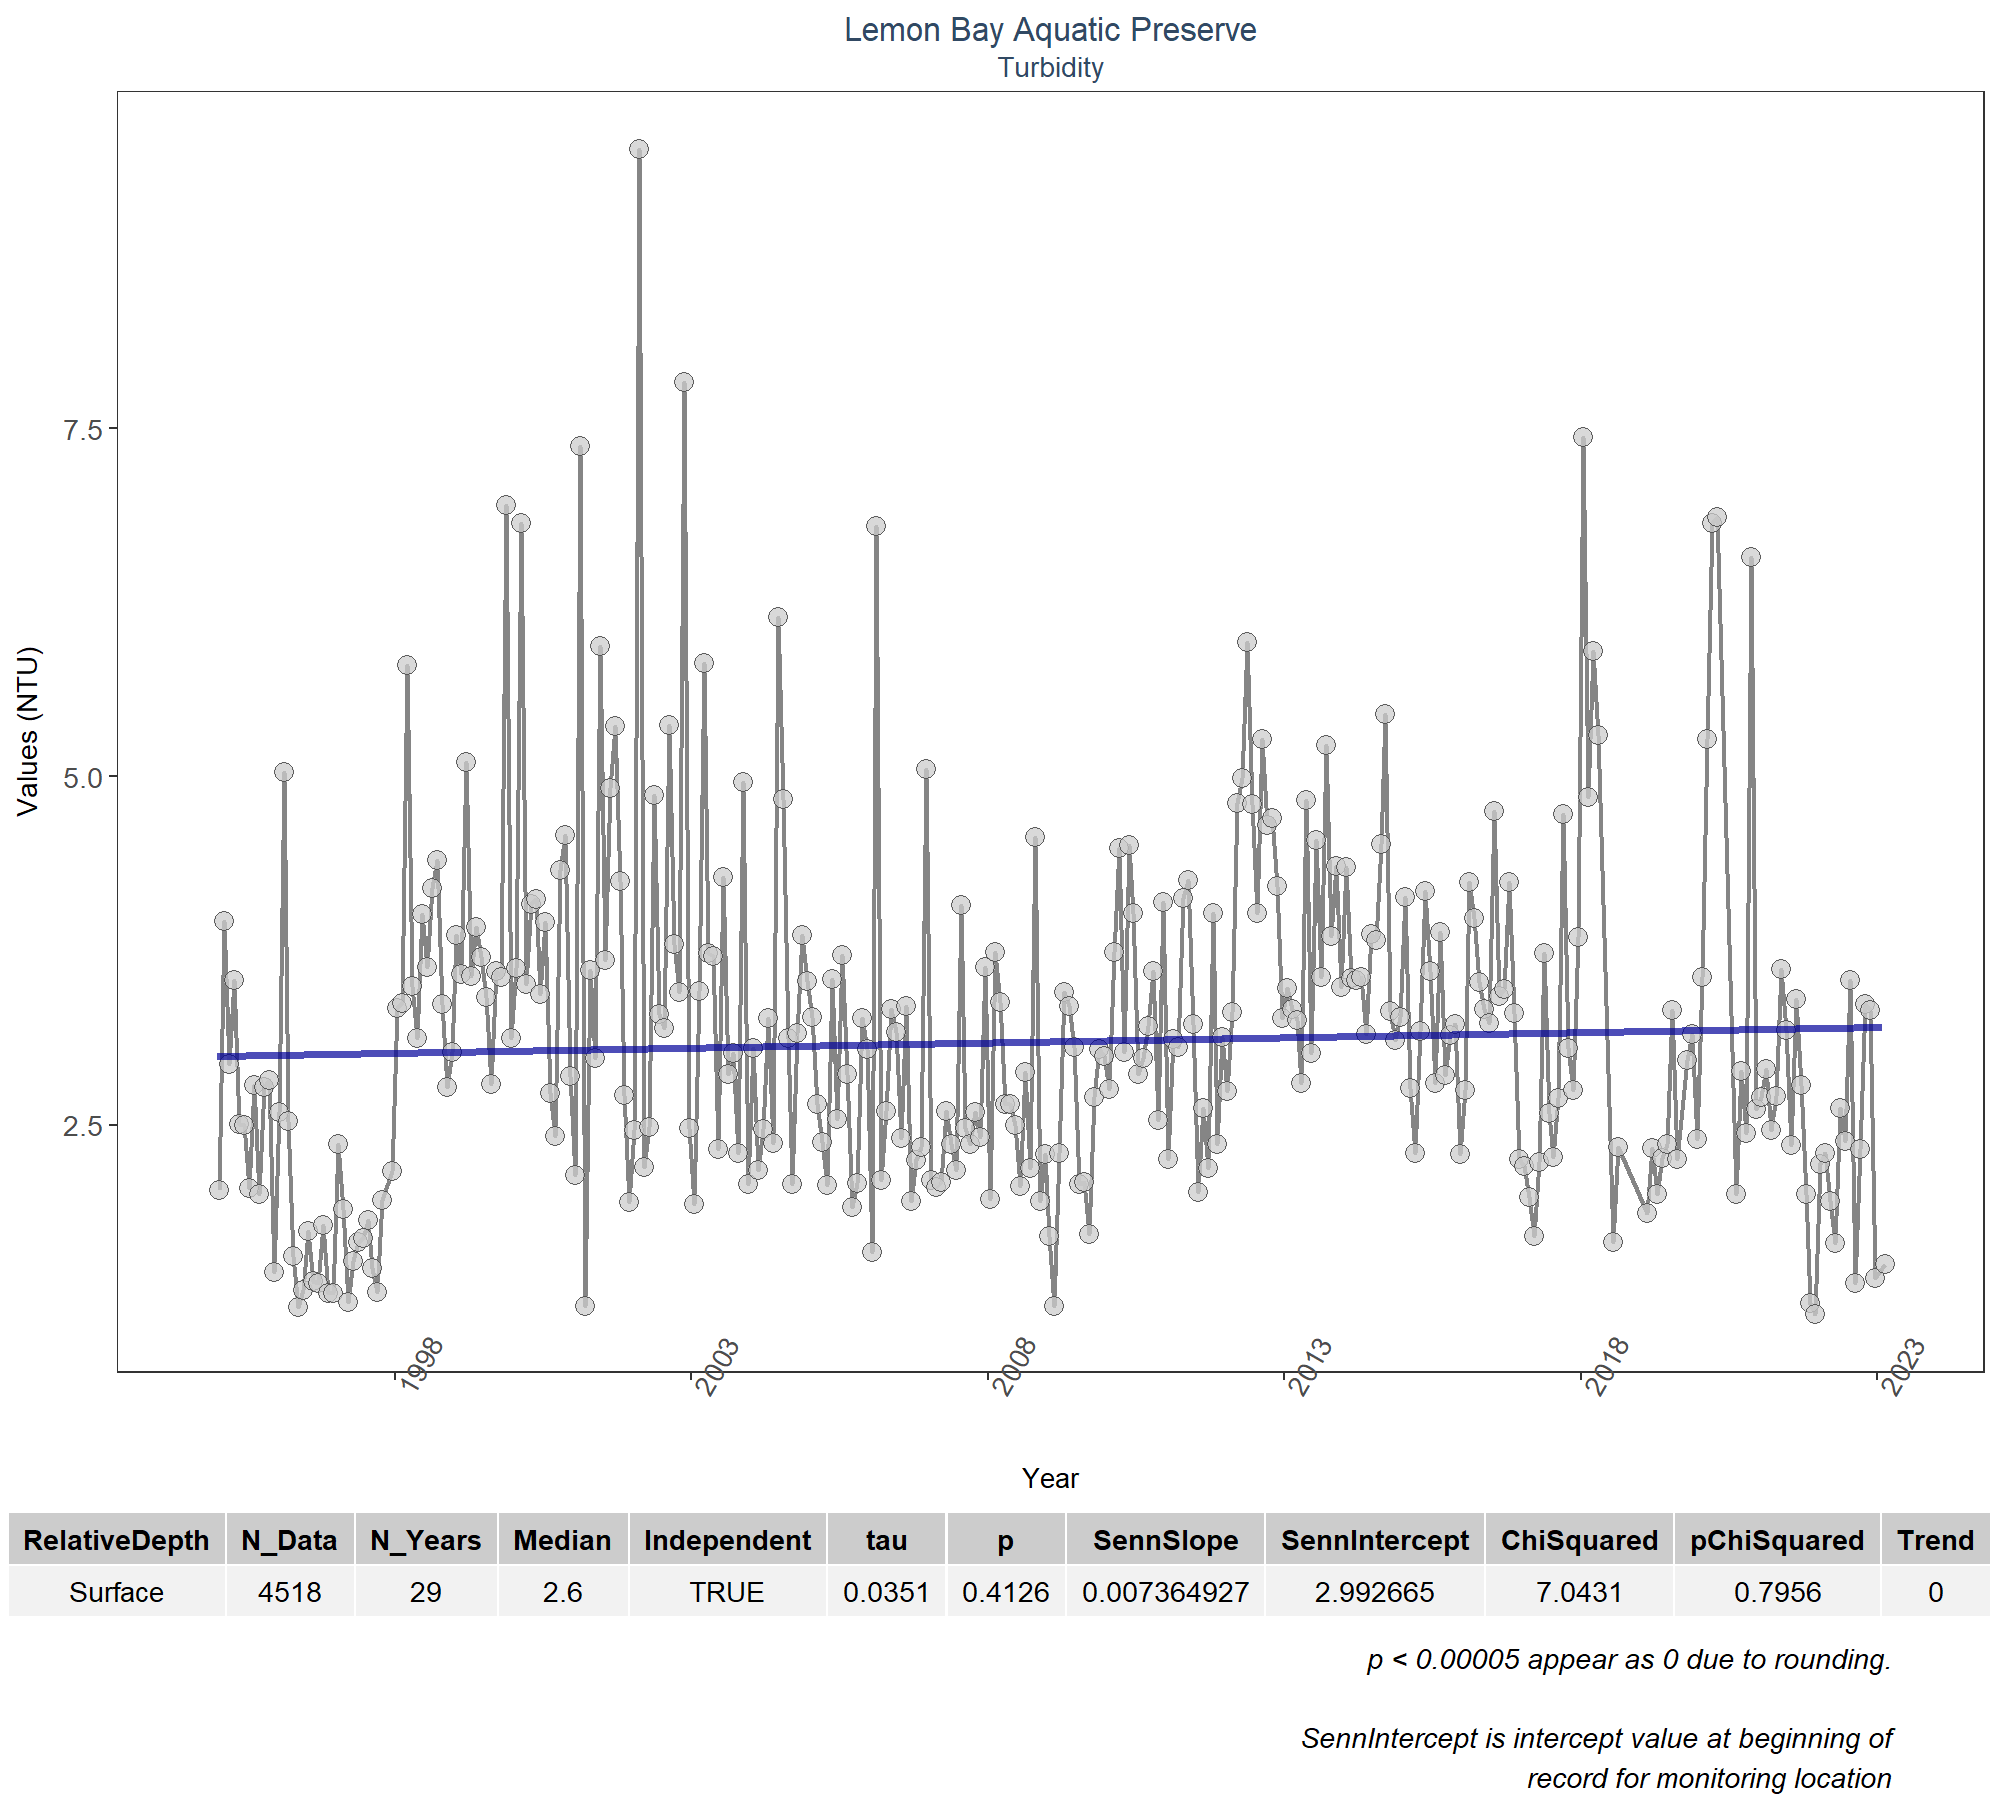 Lemon Bay Aquatic Preserve
Turbidity
Values (NTU)
7.5
5.0
2.5
1998 2003 2008 2013 2018 2023
Year
RelativeDepth N_Data N_Years Median Independent tau p SennSlope SennIntercept ChiSquared pChiSquared Trend
Surface 4518 29 2.6 TRUE 0.0351 0.4126 0.007364927 2.992665 7.0431 0.7956 0
p < 0.00005 appear as 0 due to rounding.
SennIntercept is intercept value at beginning of
record for monitoring location